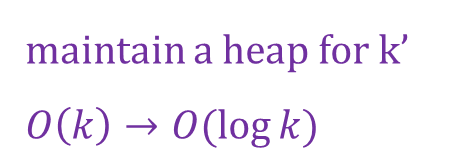 maintain a heap for k’
O(k) → O(log k)